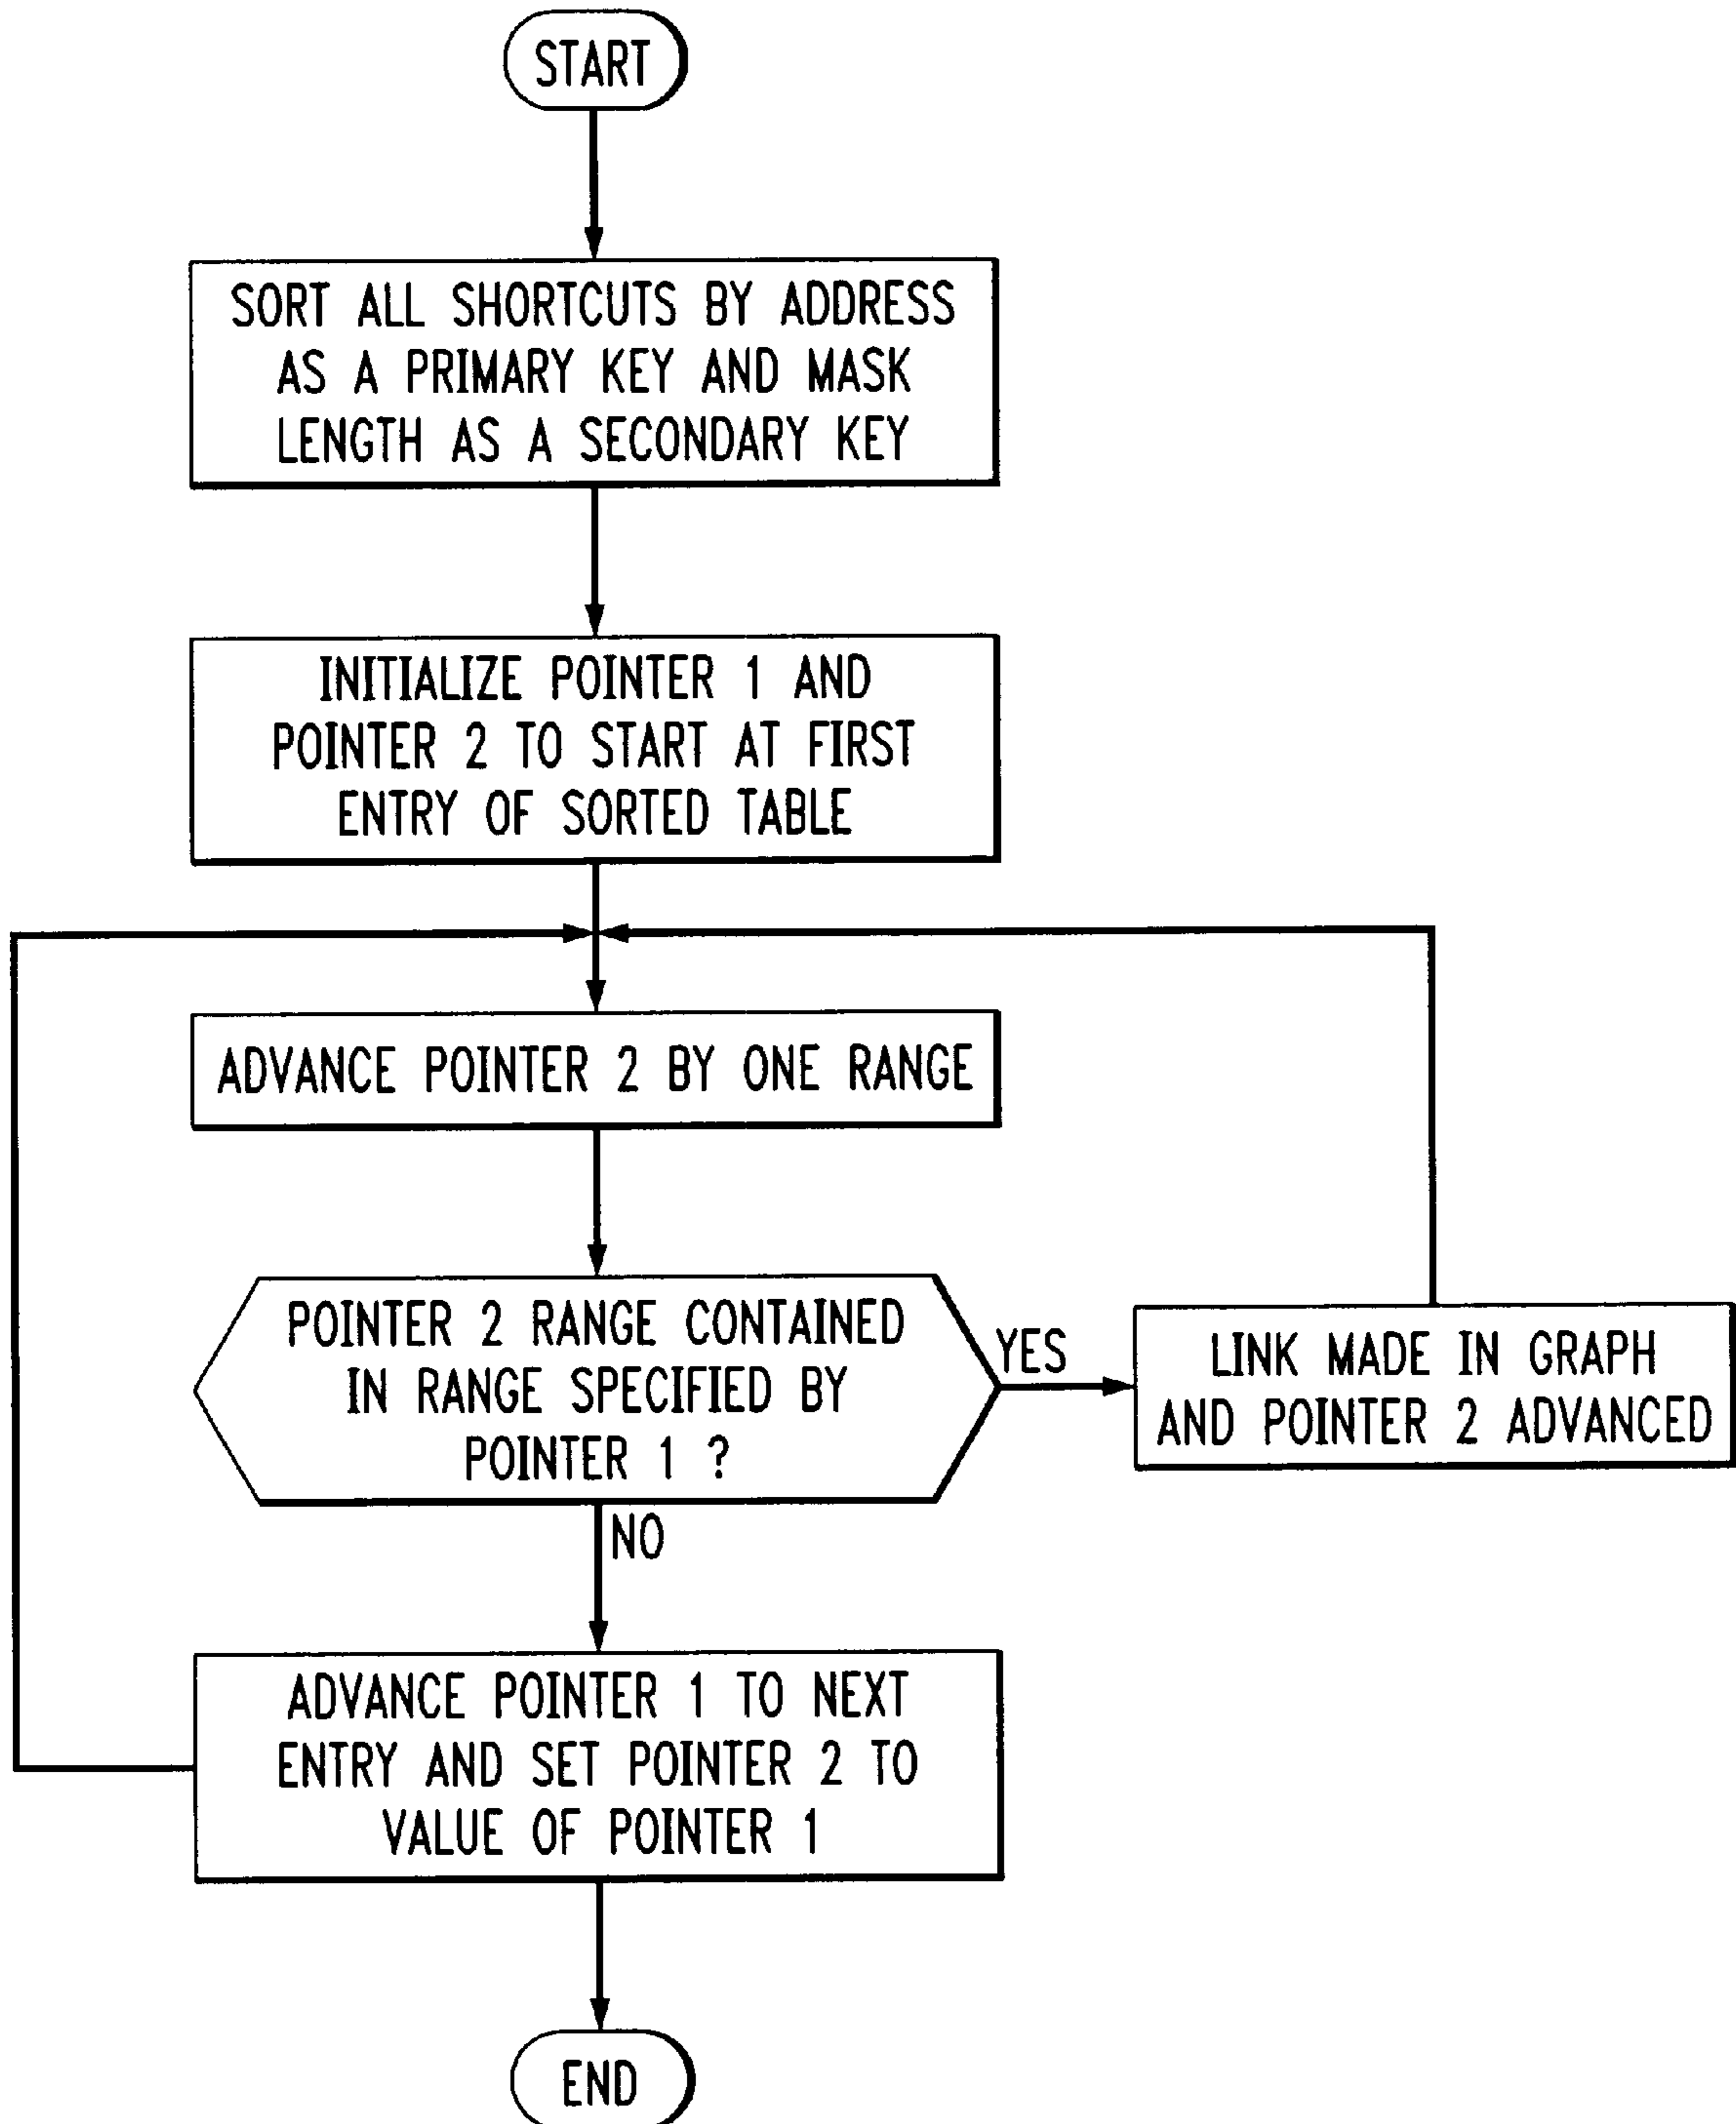 START
SORT ALL SHORTCUTS BY ADDRESS
AS A PRIMARY KEY AND MASK
LENGTH AS A SECONDARY KEY
INITIALIZE POINTER 1 AND
POINTER 2 TO START AT FIRST
ENTRY OF SORTED TABLE
ADVANCE POINTER 2 BY ONE RANGE
POINTER 2 RANGE CONTAINED
IN RANGE SPECIFIED BY
POINTER 1 ?
YES
LINK MADE IN GRAPH
AND POINTER 2 ADVANCED
NO
ADVANCE POINTER 1 TO NEXT
ENTRY AND SET POINTER 2 TO
VALUE OF POINTER 1
END